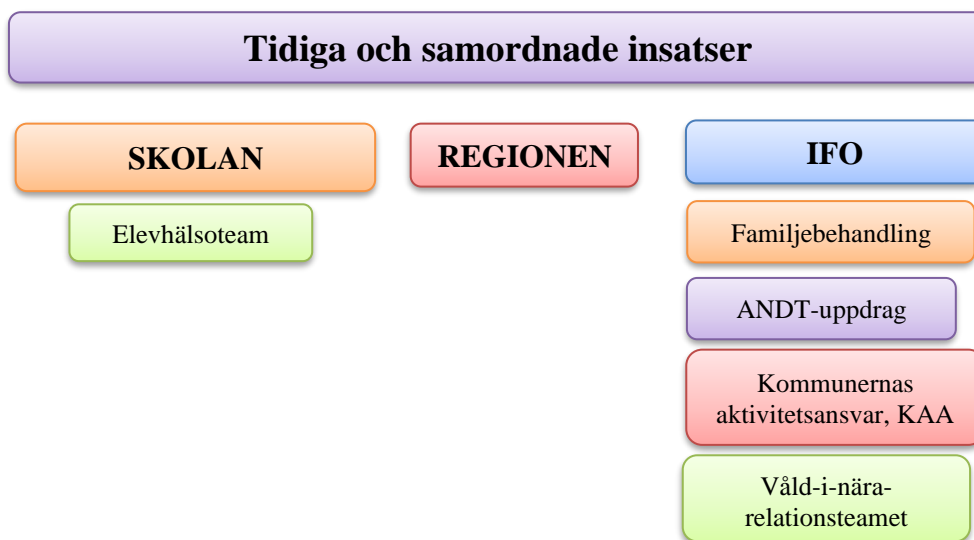 Tidiga och samordnade insatser
SKOLAN
REGIONEN
IFO
Elevhälsoteam
Familjebehandling
ANDT-uppdrag
Kommunernas
aktivitetsansvar, KAA
Våld-i-nära-
relationsteamet